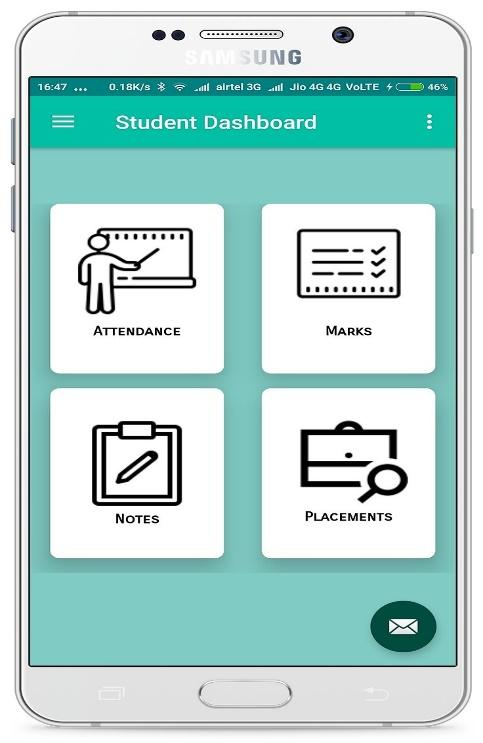 SAMSUNG
16:47 ... 0.18K/s airtel 3G Jio 4G 4G VoLTE 46%
Student Dashboard
ATTENDANCE
MARKS
NOTES
PLACEMENTS